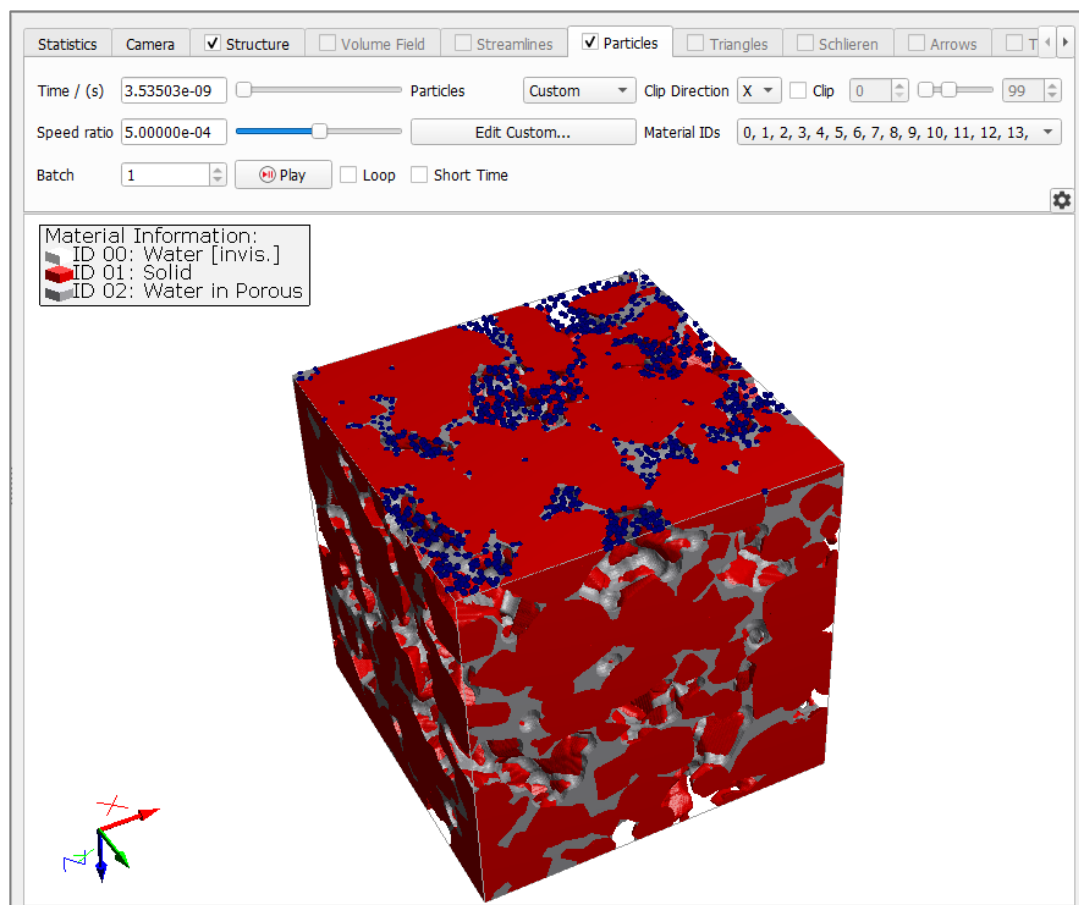 Statistics Camera Structure Volume Field Streamlines Particles Triangles Schlieren Arrows T
Time / (s) 3.53503e-09 Particles Custom Clip Direction X Clip 0 99
Speed ratio 5.00000e-04 Edit Custom... Material IDs 0, 1, 2, 3, 4, 5, 6, 7, 8, 9, 10, 11, 12, 13,
Batch 1 Play Loop Short Time
Material Information:
ID 00: Water [invis.]
ID 01: Solid
ID 02: Water in Porous
X
Z